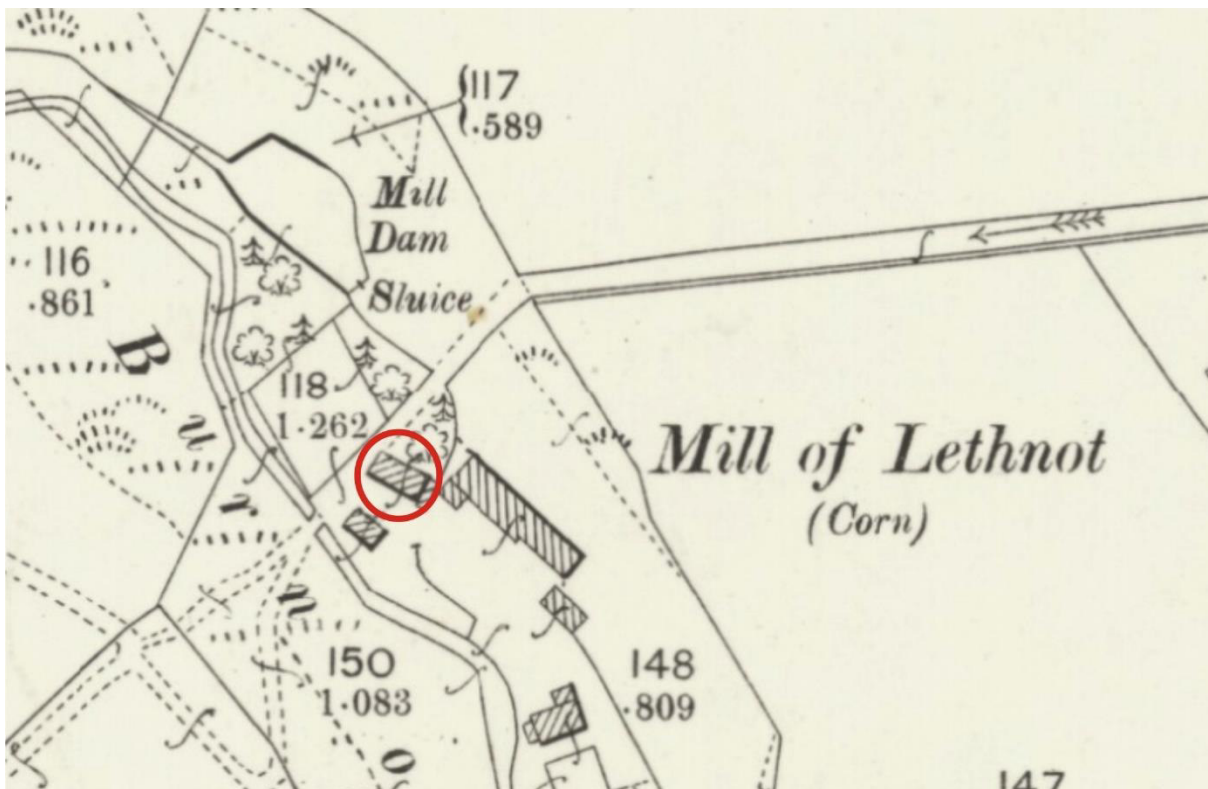 117
.589
Mill
Dam
Sluice
116
.861
118
1.262
Mill of Lethnot
(Corn)
B
u
r
n
o
150
1.083
148
.809
147